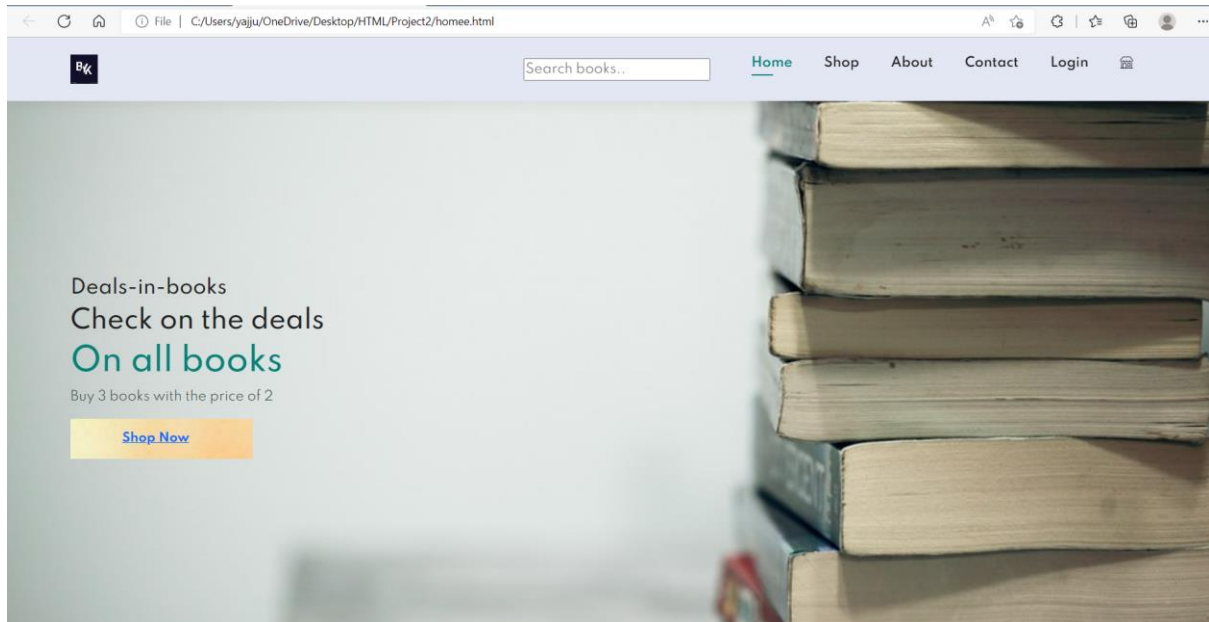 File | C:/Users/yajju/OneDrive/Desktop/HTML/Project2/homee.html
BK
Search books.. Home Shop About Contact Login
Deals-in-books
Check on the deals
On all books
Buy 3 books with the price of 2
Shop Now